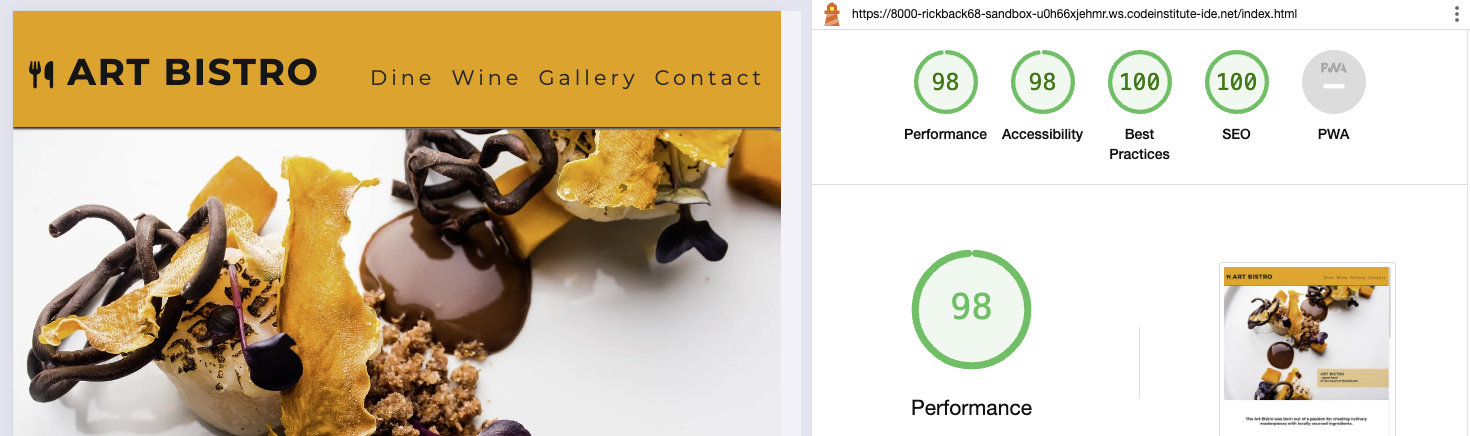 ART BISTRO
Dine Wine Gallery Contact
https://8000-rickback68-sandbox-u0h66xjehmr.ws.codeinstitute-ide.net/index.html
98 98 100 100 PWA
Performance Accessibility Best Practices SEO PWA
98
Performance
ART BISTRO
Dine Wine Gallery Contact
ART BISTRO
The Art Bistro was born out of a passion for creating culinary
masterpieces with locally sourced ingredients.